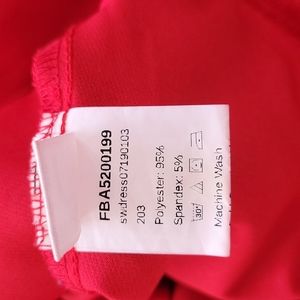 FBA5200199
swdress07190103
203
Polyester: 95%
Spandex: 5%
30°
Machine Wash